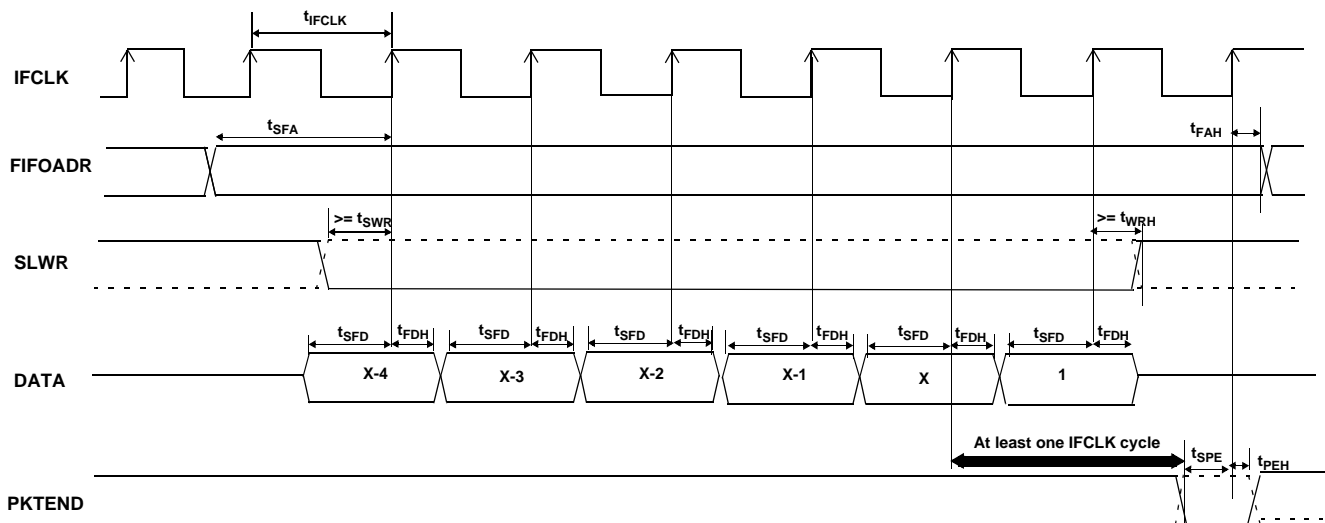 tIFCLK
IFCLK
tSFA
tFAH
FIFOADR
>= tSWR
>= tWRH
SLWR
tSFD tFDH tSFD tFDH tSFD tFDH tSFD tFDH tSFD tFDH tSFD tFDH
DATA X-4 X-3 X-2 X-1 X 1
At least one IFCLK cycle
tSPE
tPEH
PKTEND